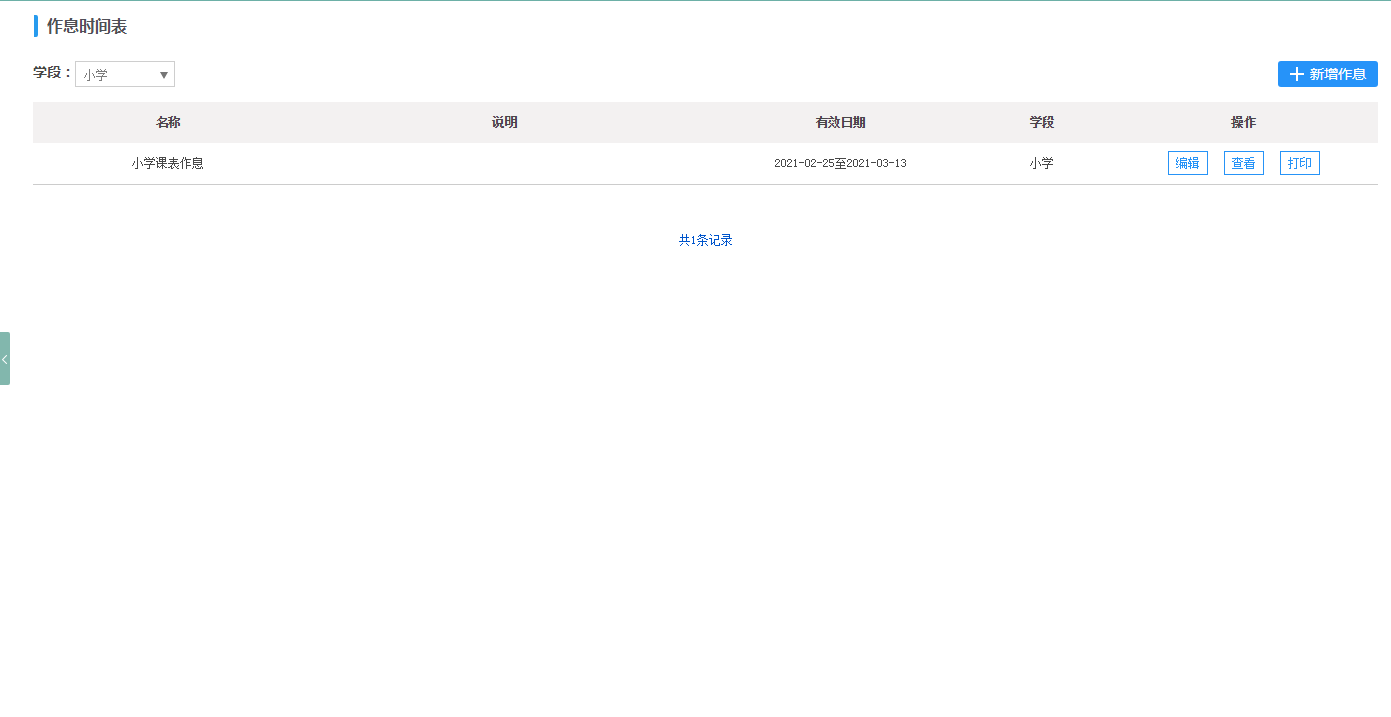 作息时间表
学段：小学▼
＋ 新增作息
名称 说明 有效日期 学段 操作
小学课表作息 2021-02-25至2021-03-13 小学 编辑 查看 打印
共1条记录